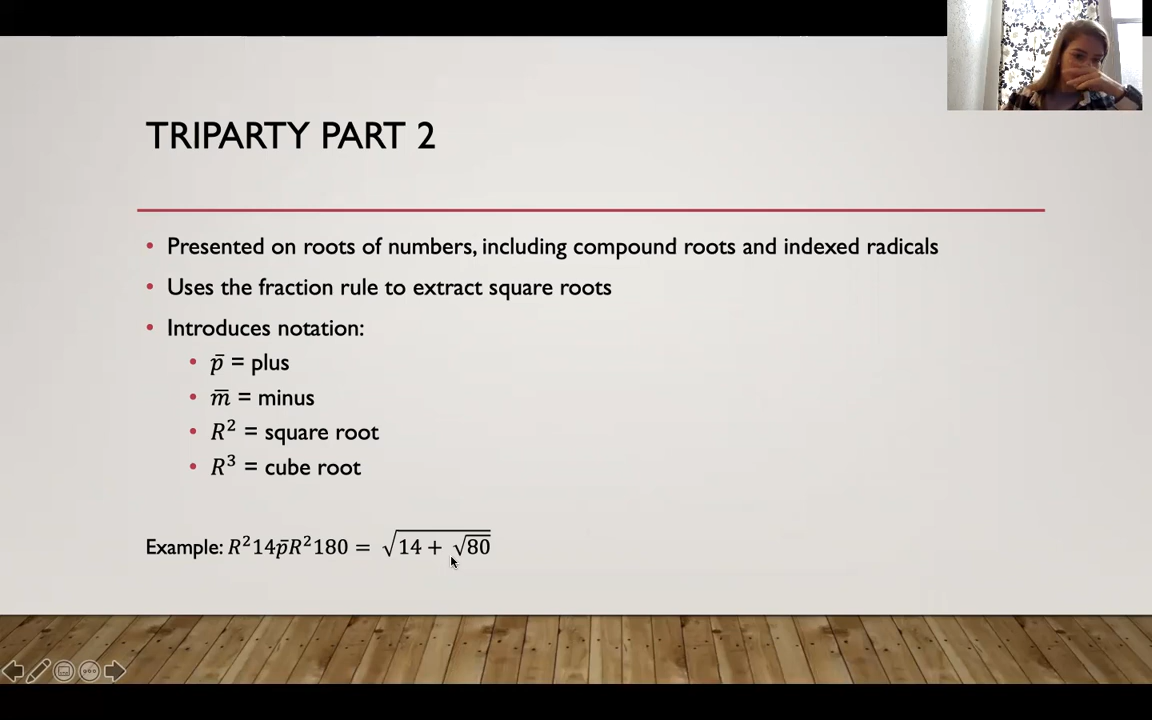 TRIPARTY PART 2
• Presented on roots of numbers, including compound roots and indexed radicals
• Uses the fraction rule to extract square roots
• Introduces notation:
• p̄ = plus
• m̄ = minus
• R² = square root
• R³ = cube root
Example: R²14p̄R²180 = √(14 + √80)